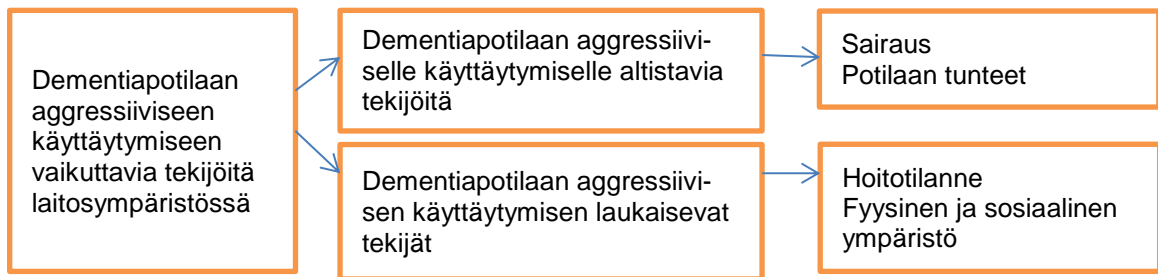 Dementiapotilaan
aggressiiviseen
käyttäytymiseen
vaikuttavia tekijöitä
laitosympäristössä
Dementiapotilaan aggressiivi-
selle käyttäytymiselle altistavia
tekijöitä
Sairaus
Potilaan tunteet
Dementiapotilaan aggressiivi-
sen käyttäytymisen laukaisevat
tekijät
Hoitotilanne
Fyysinen ja sosiaalinen
ympäristö